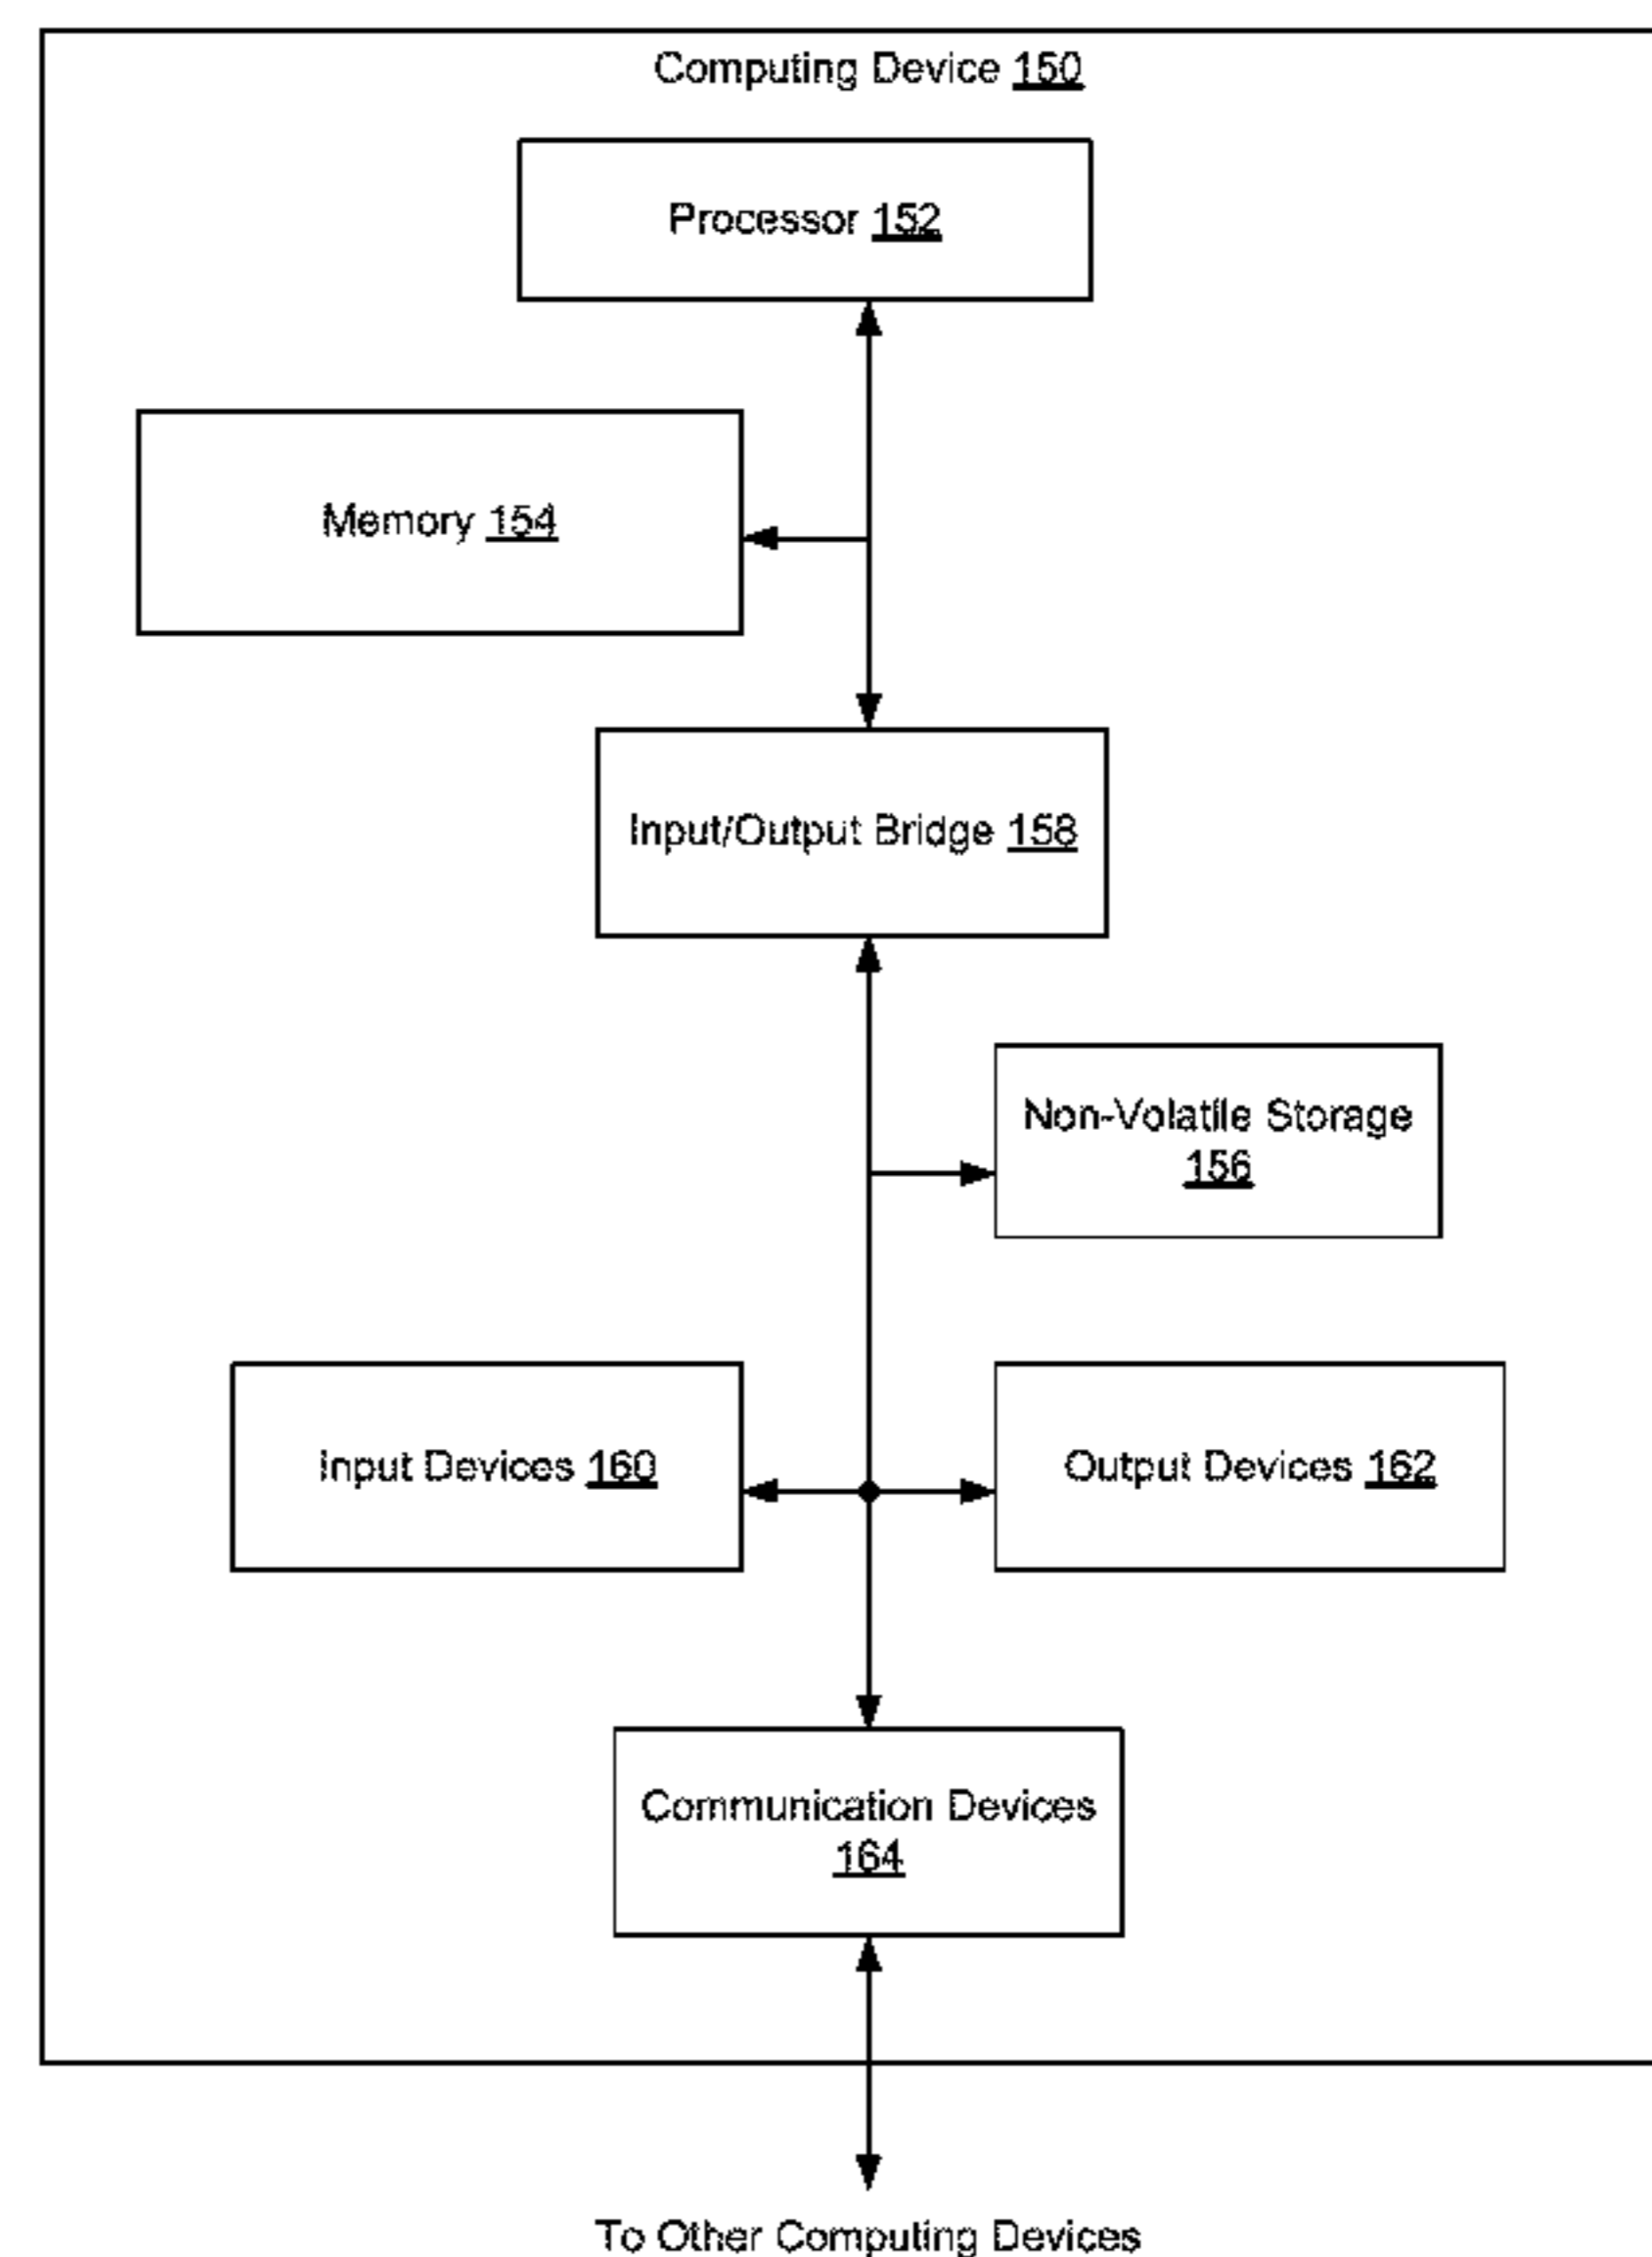 Computing Device 150
Processor 152
Memory 154
Input/Output Bridge 158
Non-Volatile Storage
156
Input Devices 160
Output Devices 162
Communication Devices
164
To Other Computing Devices